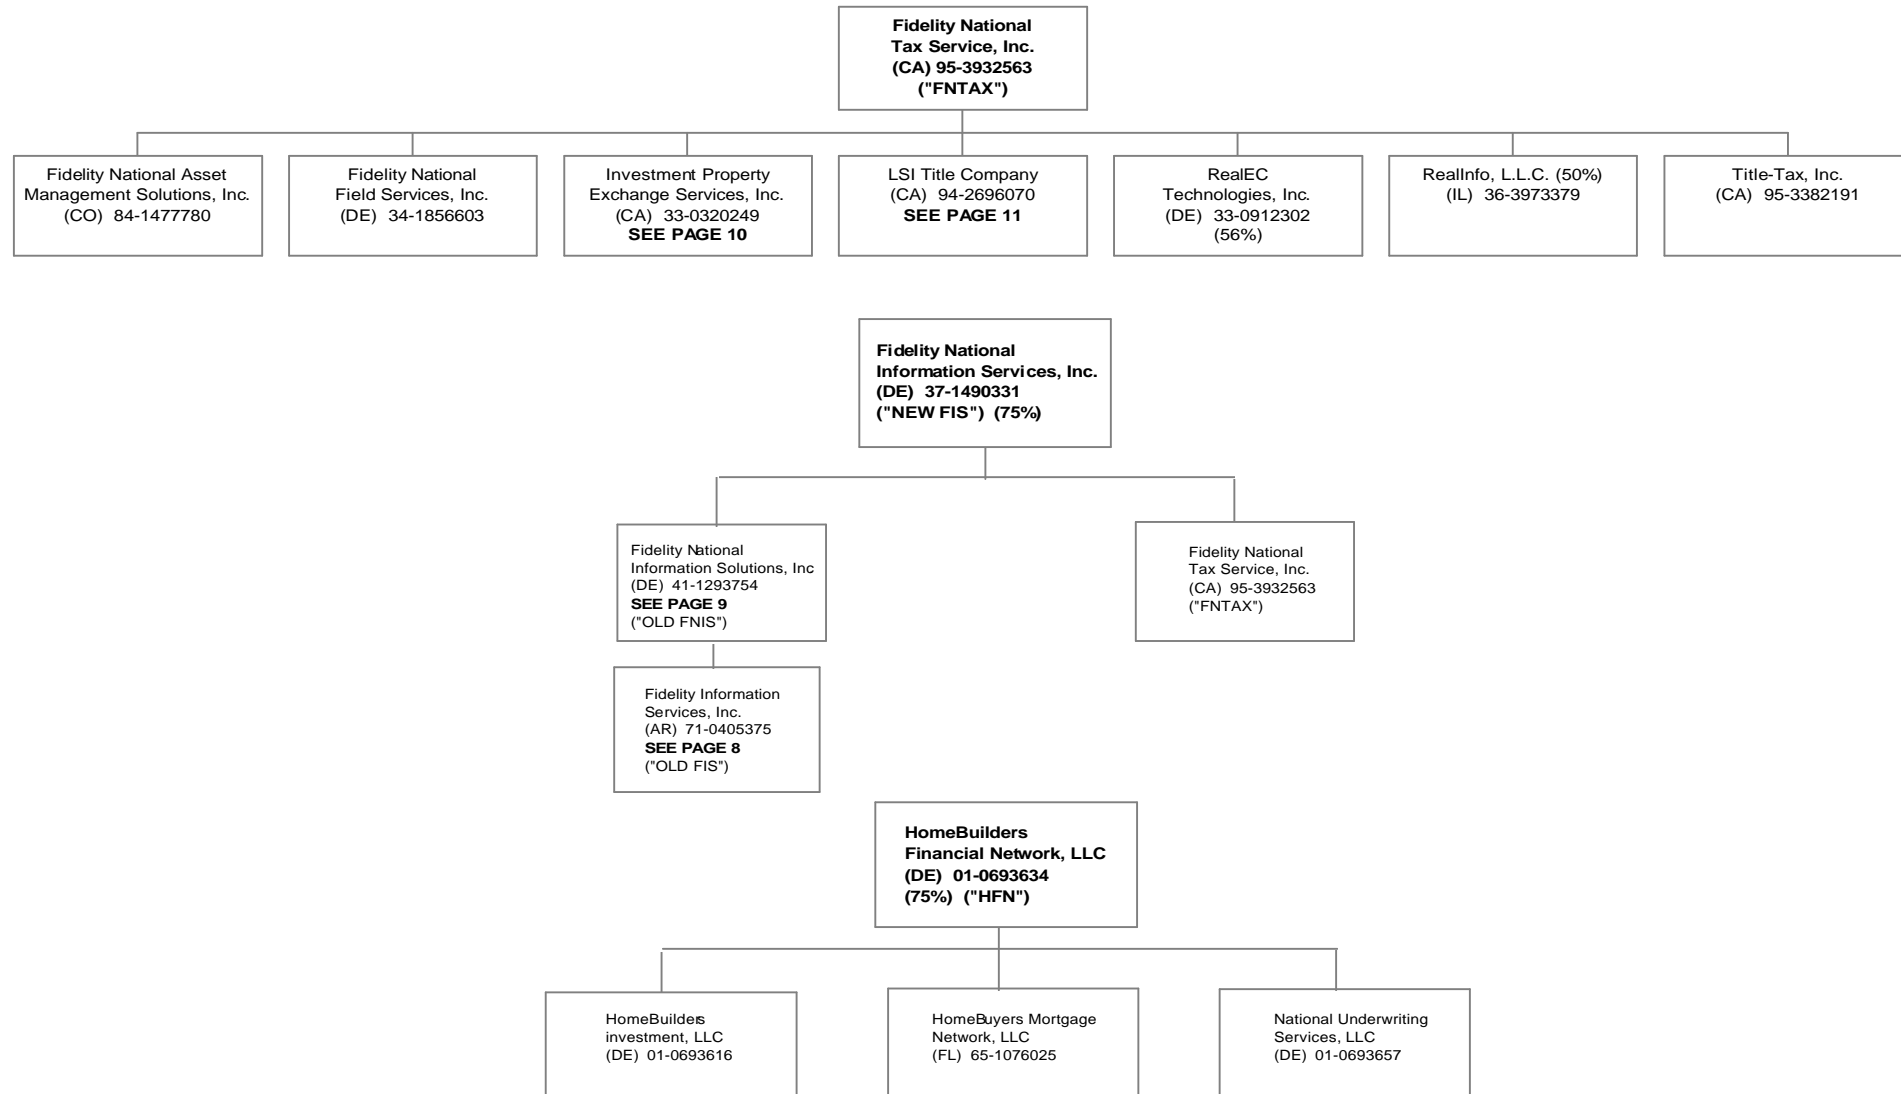 Fidelity National
Tax Service, Inc.
(CA) 95-3932563
("FNTAX")
Fidelity National Asset
Management Solutions, Inc.
(CO) 84-1477780
Fidelity National
Field Services, Inc.
(DE) 34-1856603
Investment Property
Exchange Services, Inc.
(CA) 33-0320249
SEE PAGE 10
LSI Title Company
(CA) 94-2696070
SEE PAGE 11
RealEC
Technologies, Inc.
(DE) 33-0912302
(56%)
RealInfo, L.L.C. (50%)
(IL) 36-3973379
Title-Tax, Inc.
(CA) 95-3382191
Fidelity National
Information Services, Inc.
(DE) 37-1490331
("NEW FIS") (75%)
Fidelity National
Information Solutions, Inc
(DE) 41-1293754
SEE PAGE 9
("OLD FNIS")
Fidelity National
Tax Service, Inc.
(CA) 95-3932563
("FNTAX")
Fidelity Information
Services, Inc.
(AR) 71-0405375
SEE PAGE 8
("OLD FIS")
HomeBuilders
Financial Network, LLC
(DE) 01-0693634
(75%) ("HFN")
HomeBuilders
investment, LLC
(DE) 01-0693616
HomeBuyers Mortgage
Network, LLC
(FL) 65-1076025
National Underwriting
Services, LLC
(DE) 01-0693657